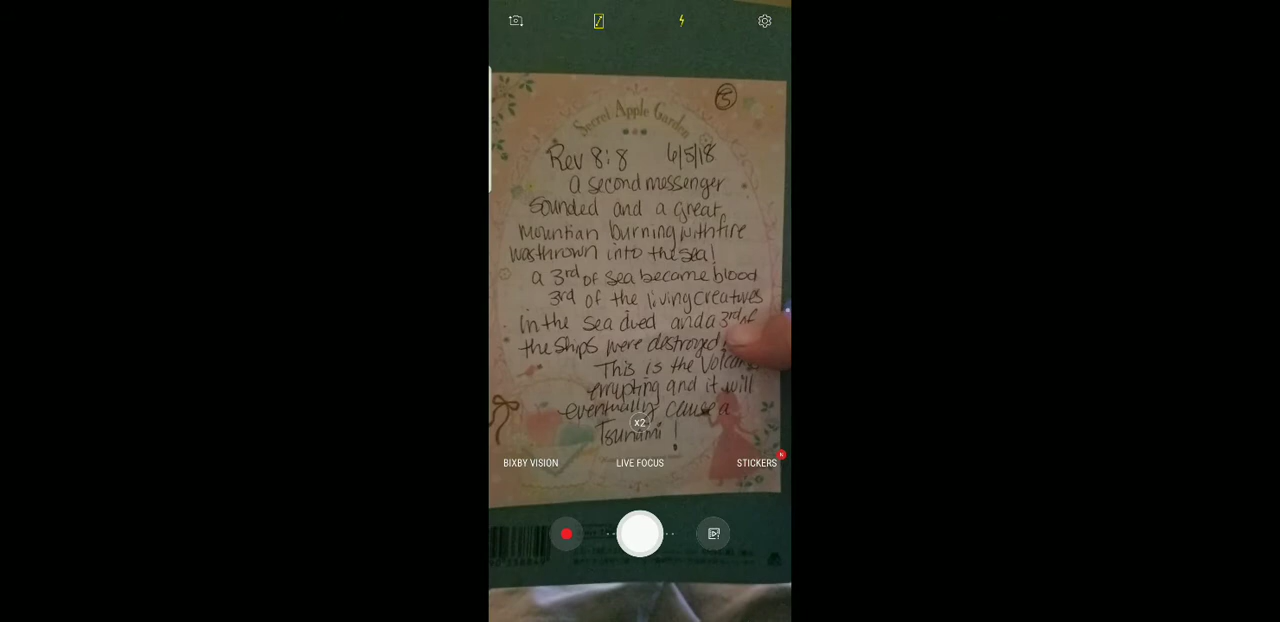 5
Secret Apple Garden
Rev 8:8 6/5/18
a second messenger
sounded and a great
mountian burning with fire
was thrown into the sea!
a 3rd of sea became blood
3rd of the living creatures
in the sea died and a 3rd of
the ships were destroyed!
This is the Volcano
errupting and it will
eventually cause a
x2
Tsunami!
BIXBY VISION LIVE FOCUS STICKERS
N